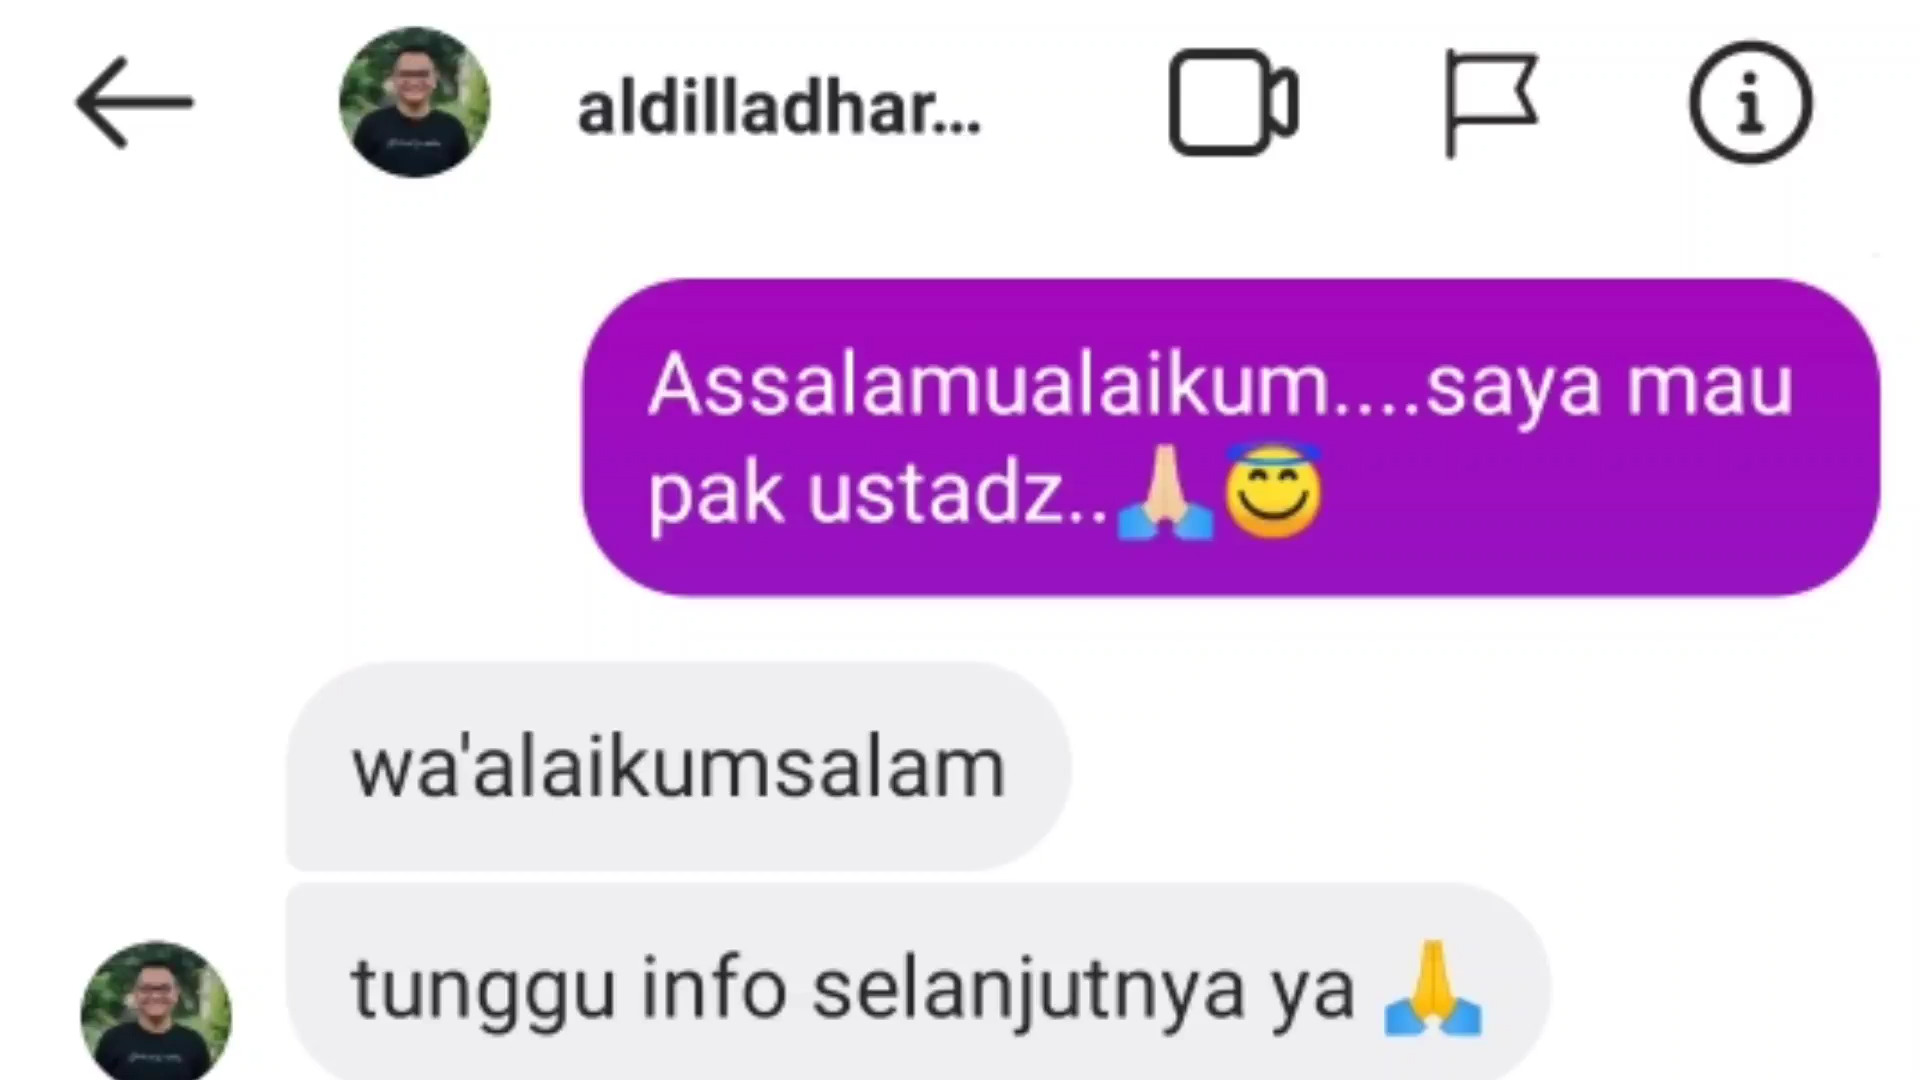 aldilladhar...
Assalamualaikum....saya mau
pak ustadz..🙏🏻😇
wa'alaikumsalam
tunggu info selanjutnya ya 🙏